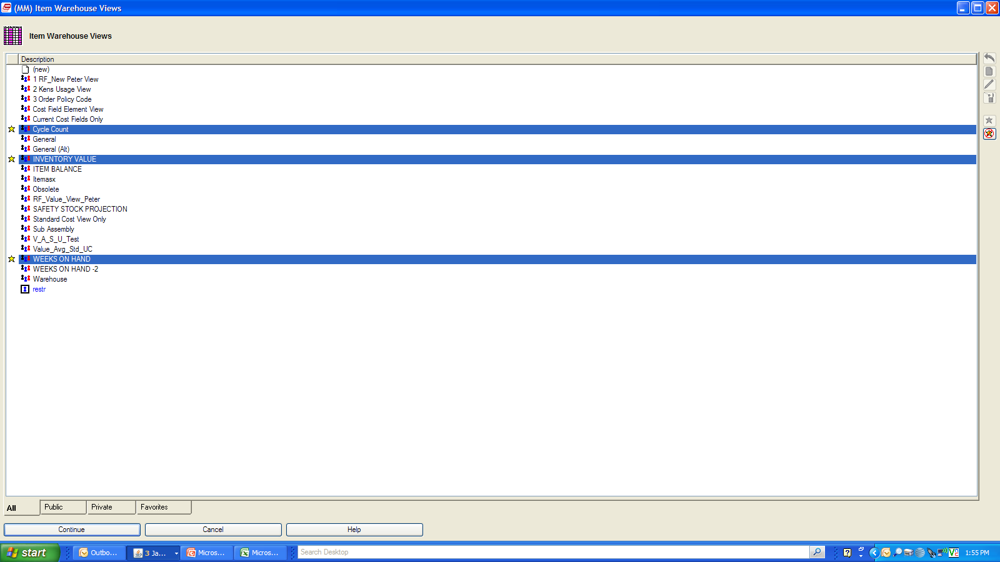 (MM) Item Warehouse Views
Item Warehouse Views
Description
(new)
1 RF_New Peter View
2 Kens Usage View
3 Order Policy Code
Cost Field Element View
Current Cost Fields Only
Cycle Count
General
General (Alt)
INVENTORY VALUE
ITEM BALANCE
Itemasx
Obsolete
RF_Value_View_Peter
SAFETY STOCK PROJECTION
Standard Cost View Only
Sub Assembly
V_A_S_U_Test
Value_Avg_Std_UC
WEEKS ON HAND
WEEKS ON HAND -2
Warehouse
restr
All Public Private Favorites
Continue Cancel Help
start Outbo... 3 Ja... Micros... Micros... Search Desktop 1:55 PM